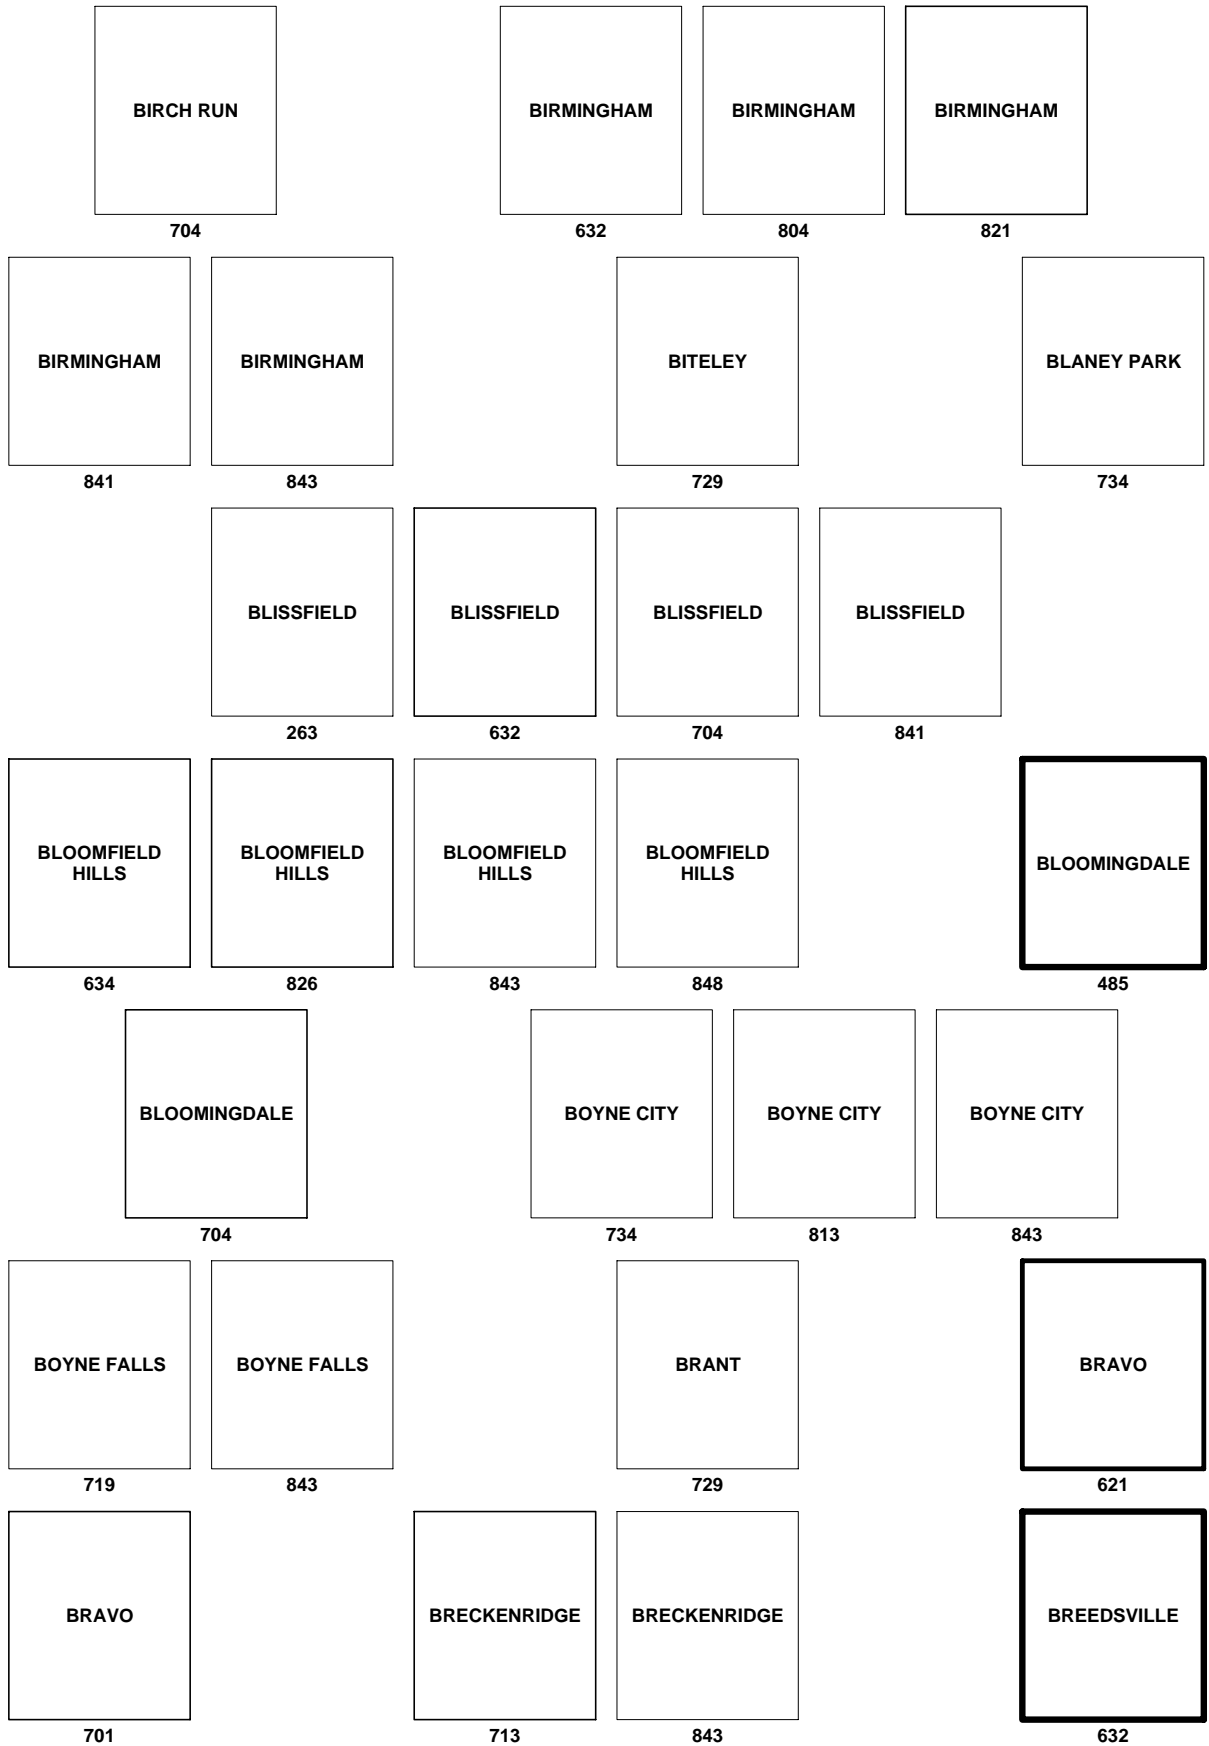 BIRCH RUN
704
BIRMINGHAM
632
BIRMINGHAM
804
BIRMINGHAM
821
BIRMINGHAM
841
BIRMINGHAM
843
BITELEY
729
BLANEY PARK
734
BLISSFIELD
263
BLISSFIELD
632
BLISSFIELD
704
BLISSFIELD
841
BLOOMFIELD
HILLS
634
BLOOMFIELD
HILLS
826
BLOOMFIELD
HILLS
843
BLOOMFIELD
HILLS
848
BLOOMINGDALE
485
BLOOMINGDALE
704
BOYNE CITY
734
BOYNE CITY
813
BOYNE CITY
843
BOYNE FALLS
719
BOYNE FALLS
843
BRANT
729
BRAVO
621
BRAVO
701
BRECKENRIDGE
713
BRECKENRIDGE
843
BREEDSVILLE
632